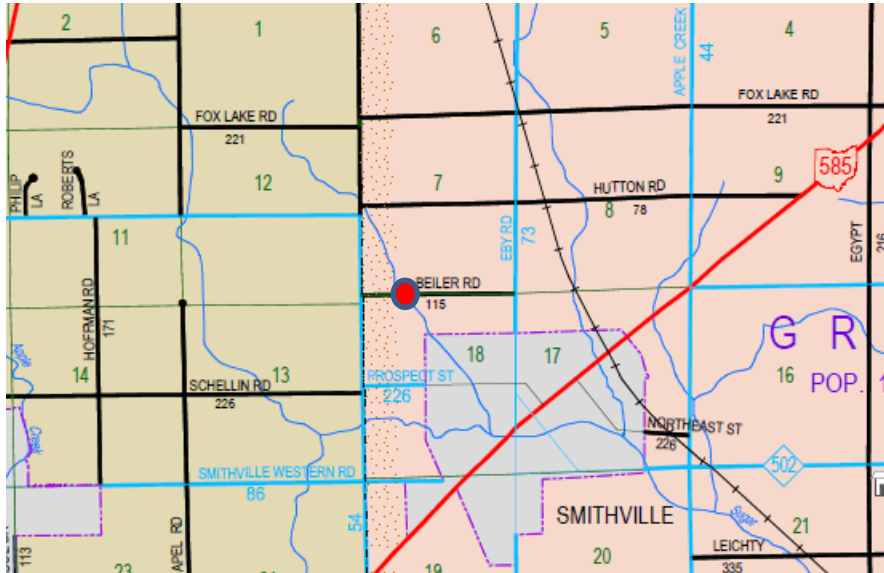 2
1
6
5
4
APPLE CREEK
44
FOX LAKE RD
221
FOX LAKE RD
221
585
PHILIP
LA
ROBERTS
LA
12
7
HUTTON RD
78
8
9
EGYPT
216
11
EBY RD
73
HOFFMAN RD
171
BEILER RD
115
G R
POP. 1
18
17
16
Apple
Creek
14
13
SCHELLIN RD
226
PROSPECT ST
226
NORTHEAST ST
226
SMITHVILLE WESTERN RD
86
502
54
SMITHVILLE
Sugar
21
113
APEL RD
23
19
20
LEICHTY
335